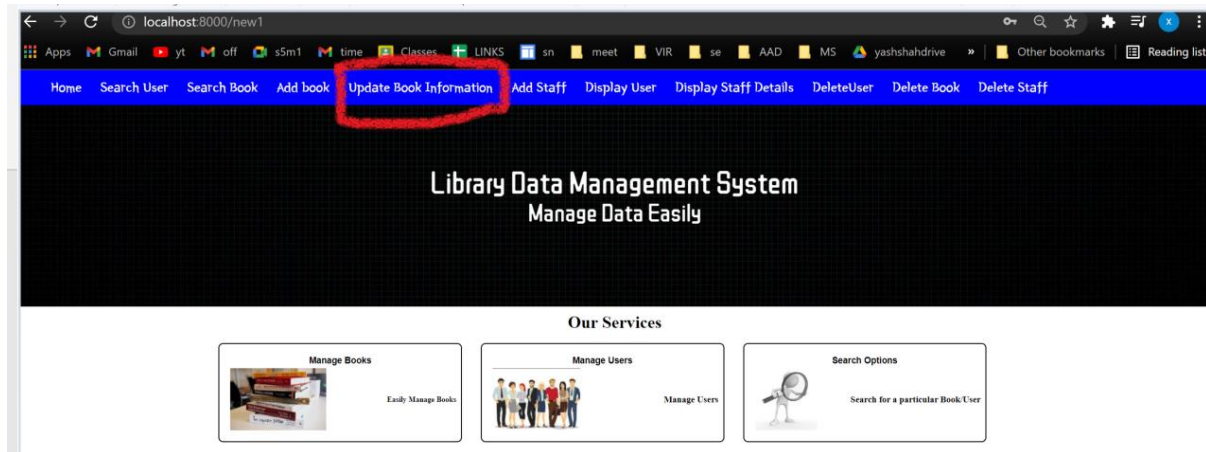 localhost:8000/new1
Apps Gmail yt off s5m1 time Classes LINKS sn meet VIR se AAD MS yashshahdrive » Other bookmarks Reading list
Home Search User Search Book Add book Update Book Information Add Staff Display User Display Staff Details DeleteUser Delete Book Delete Staff
Library Data Management System
Manage Data Easily
Our Services
Manage Books
Easily Manage Books
Manage Users
Manage Users
Search Options
Search for a particular Book/User